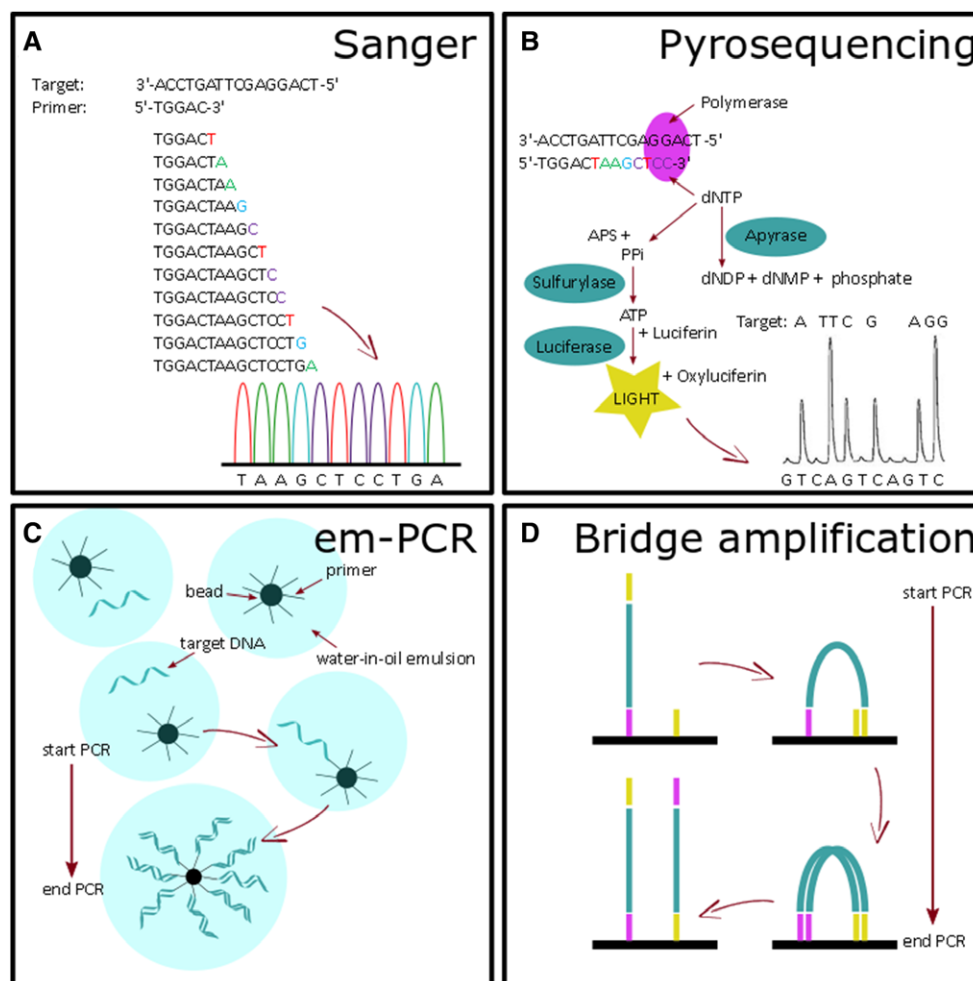 A
Sanger
Target: 3'-ACCTGATTCGAGGACT-5'
Primer: 5'-TGGAC-3'
TGGACT
TGGACTA
TGGACTAA
TGGACTAAG
TGGACTAAGC
TGGACTAAGCT
TGGACTAAGCTC
TGGACTAAGCTCC
TGGACTAAGCTCCT
TGGACTAAGCTCCTG
TGGACTAAGCTCCTGA
T A A G C T C C T G A
B
Pyrosequencing
Polymerase
3'-ACCTGATTCGAGGACT-5'
5'-TGGACTAAGCTCC-3'
dNTP
APS +
PPi
Apyrase
Sulfurylase
dNDP + dNMP + phosphate
ATP
+ Luciferin
Luciferase
Target: A TT C G A GG
+ Oxyluciferin
LIGHT
G T C A G T C A G T C
C
em-PCR
primer
bead
target DNA
water-in-oil emulsion
start PCR
end PCR
D
Bridge amplification
start PCR
end PCR